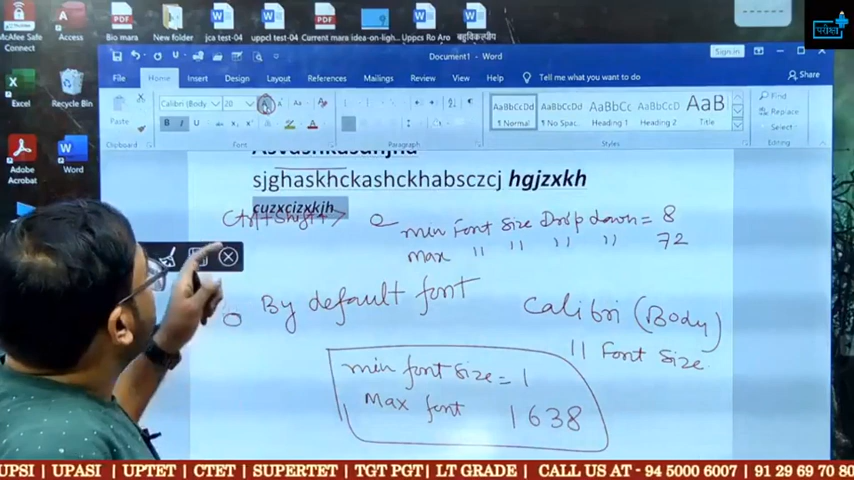 McAfee Safe Connect
Access
Bio mara
New folder
jca test-04
uppcl test-04
Current mara
idea-on-ligh...
Uppcs Ro Aro
बहुविकल्पीय
परीक्षा
Excel
Recycle Bin
Adobe Acrobat
Word
Document1 - Word
Sign in
File Home Insert Design Layout References Mailings Review View Help Tell me what you want to do Share
Paste
Calibri (Body) 20
AaBbCcDd AaBbCcDd AaBbCc AaBbCcD AaB
Normal No Spac... Heading 1 Heading 2 Title
Find
Replace
Select
Clipboard Font Paragraph Styles Editing
sjghaskhckashckhabsczcj hgjzxkh
cuzxcizxkjh
Ctrl+Shift+>
min Font Size Drop down = 8
max " " " " 72
By default font Calibri (Body)
" Font Size
min font size = 1
Max font 1638
UPSI | UPASI | UPTET | CTET | SUPERTET | TGT PGT | LT GRADE | CALL US AT - 94 5000 6007 | 91 29 69 70 80